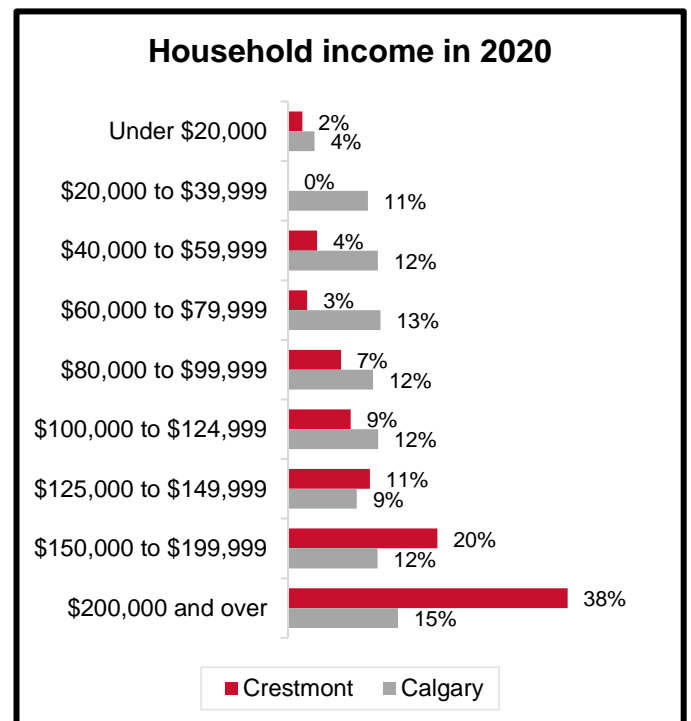 Household income in 2020
Under $20,000
2%
4%
$20,000 to $39,999
0%
11%
$40,000 to $59,999
4%
12%
$60,000 to $79,999
3%
13%
$80,000 to $99,999
7%
12%
$100,000 to $124,999
9%
12%
$125,000 to $149,999
11%
9%
$150,000 to $199,999
20%
12%
$200,000 and over
38%
15%
Crestmont Calgary